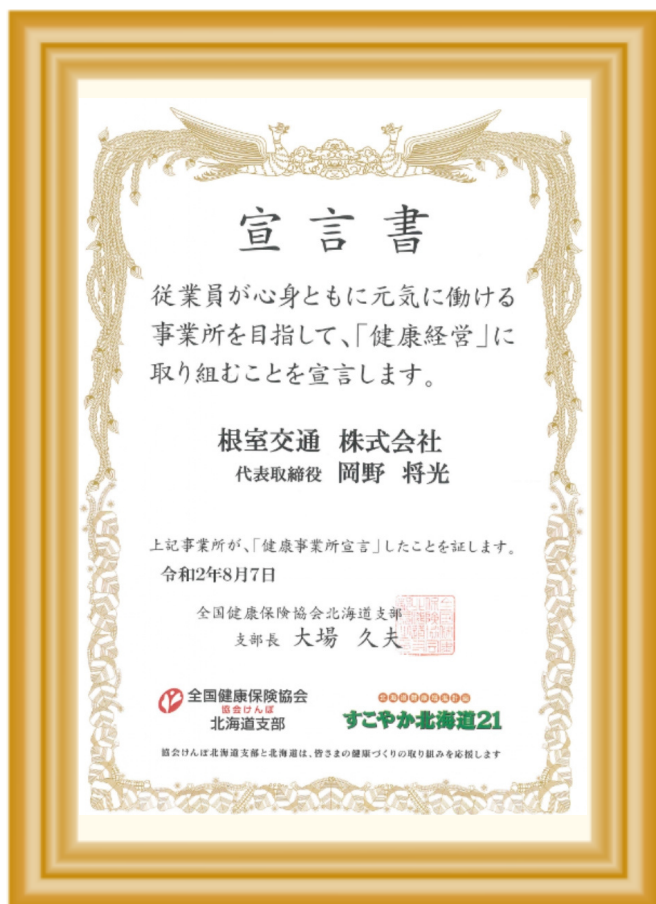 宣言書
従業員が心身ともに元気に働ける
事業所を目指して、「健康経営」に
取り組むことを宣言します。
根室交通 株式会社
代表取締役 岡野 将光
上記事業所が、「健康事業所宣言」したことを証します。
令和2年8月7日
全国健康保険協会北海道支部
支部長 大場 久夫
全国健康保険協会
協会けんぽ
北海道支部
北海道健康増進計画
すこやか北海道21
協会けんぽ北海道支部と北海道は、皆さまの健康づくりの取り組みを応援します